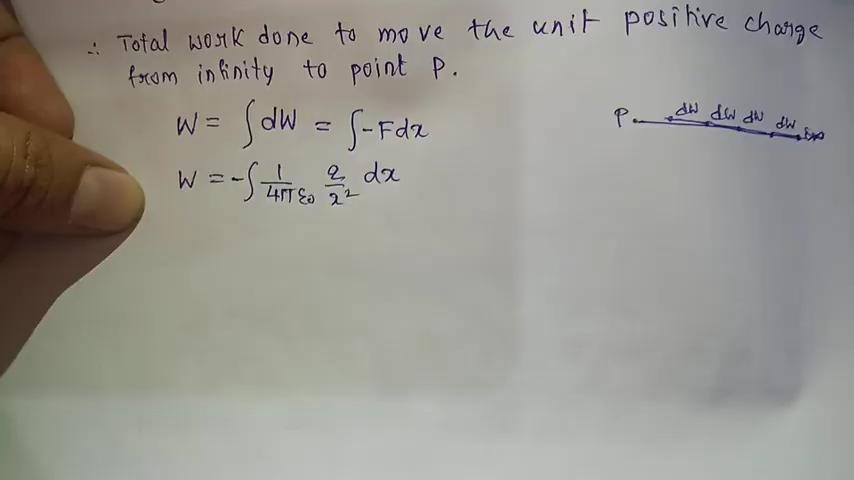 ∴ Total work done to move the unit positive charge
from infinity to point P.
W = ∫dW = ∫-Fdx
P. dW dW dW dW ∞
W = -∫ 1/4πε₀ q/x² dx